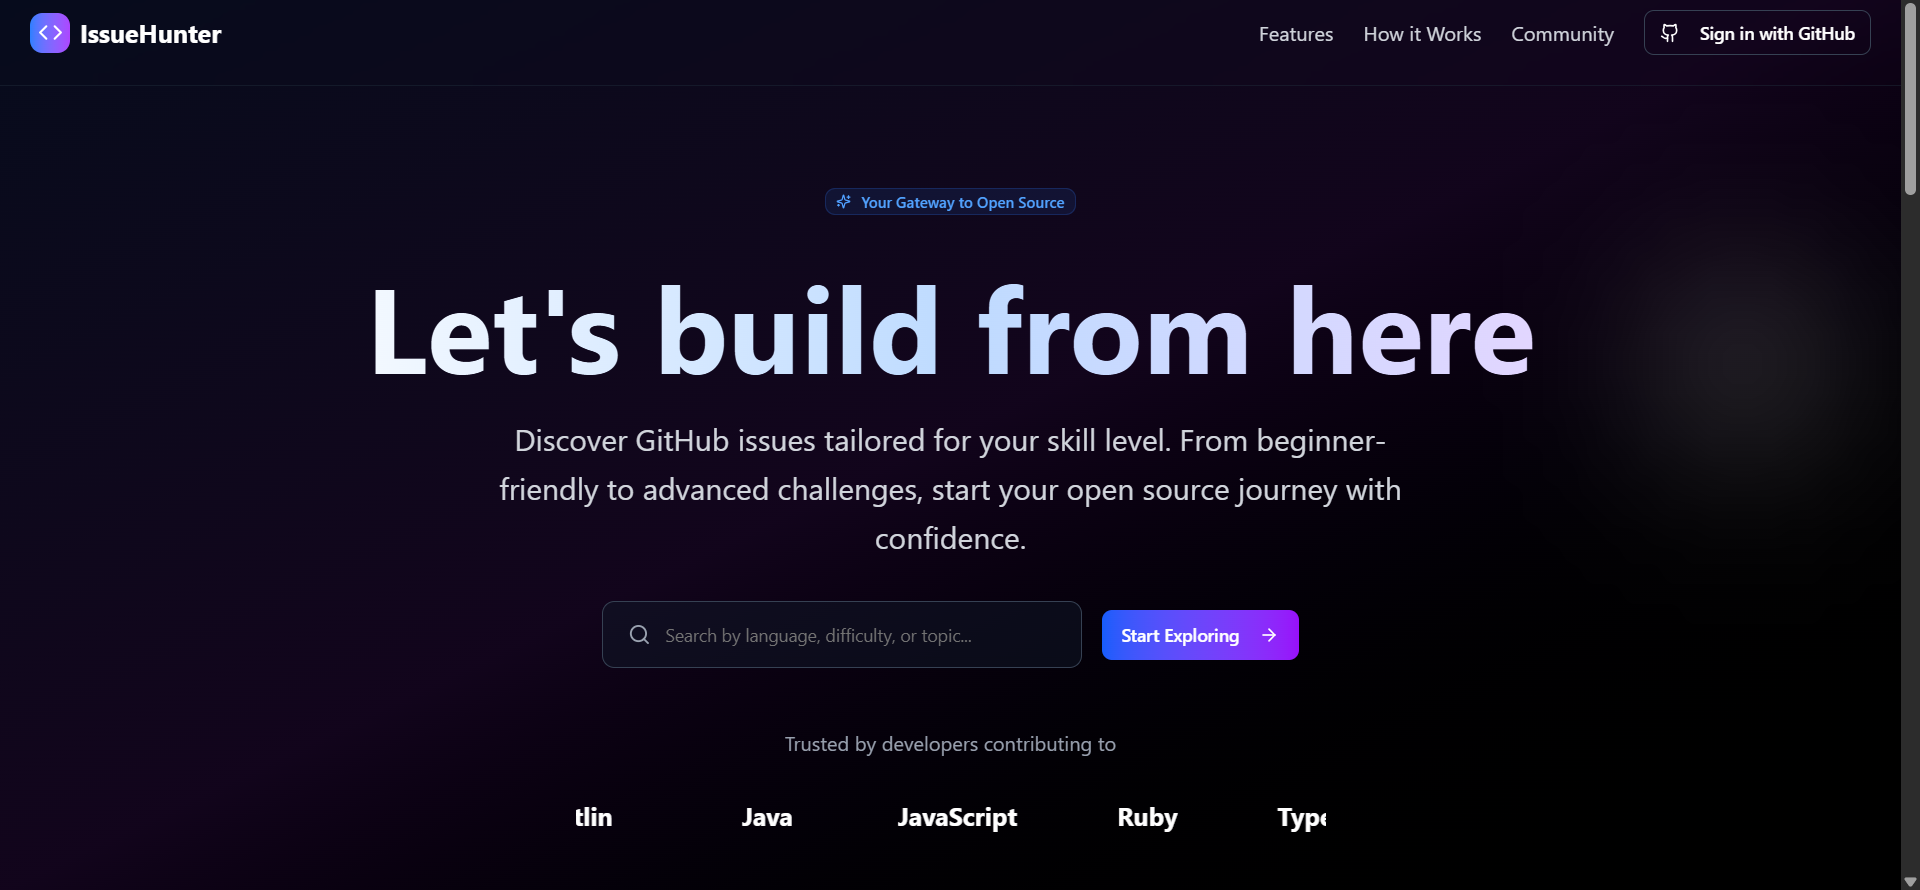 IssueHunter
Features
How it Works
Community
Sign in with GitHub
Your Gateway to Open Source
Let's build from here
Discover GitHub issues tailored for your skill level. From beginner-
friendly to advanced challenges, start your open source journey with
confidence.
Search by language, difficulty, or topic...
Start Exploring
Trusted by developers contributing to
tlin
Java
JavaScript
Ruby
Type